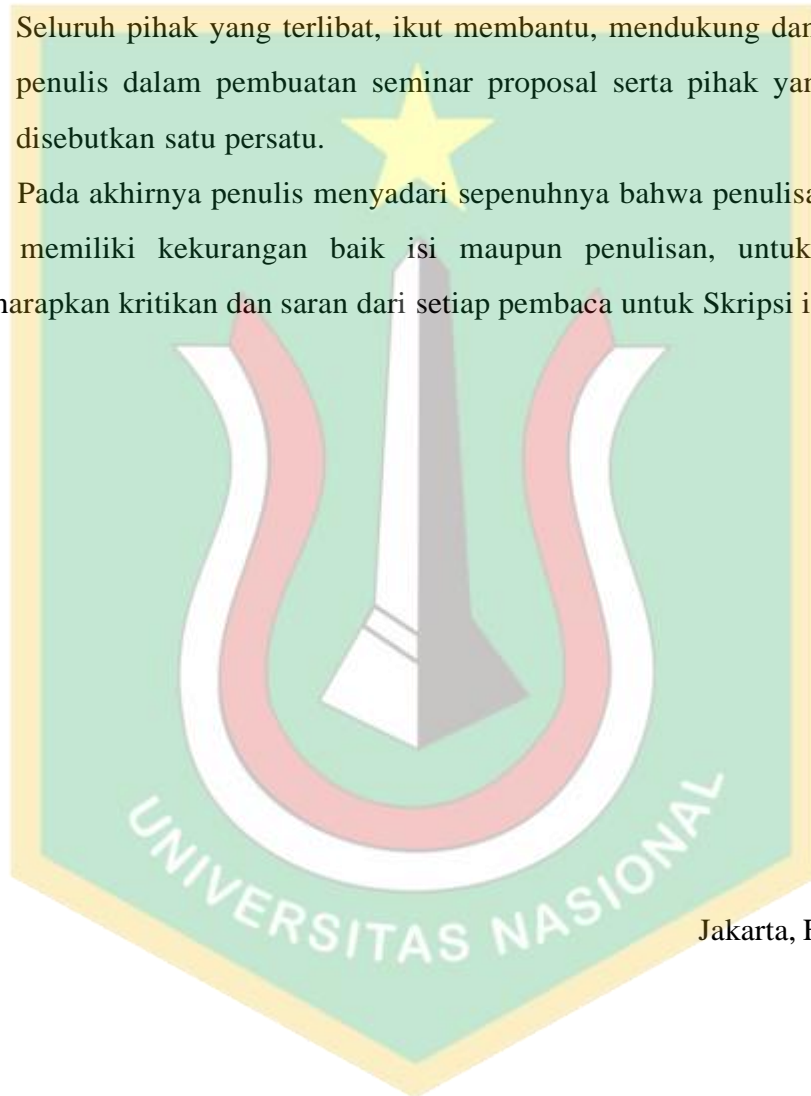 Seluruh pihak yang terlibat, ikut membantu, mendukung dan
penulis dalam pembuatan seminar proposal serta pihak
disebutkan satu persatu.
Pada akhirnya penulis menyadari sepenuhnya bahwa
memiliki kekurangan baik isi maupun penulisan, untuk
kritikan dan saran dari setiap pembaca untuk Skripsi
UNIVERSITAS NASIONAL
Jakarta,